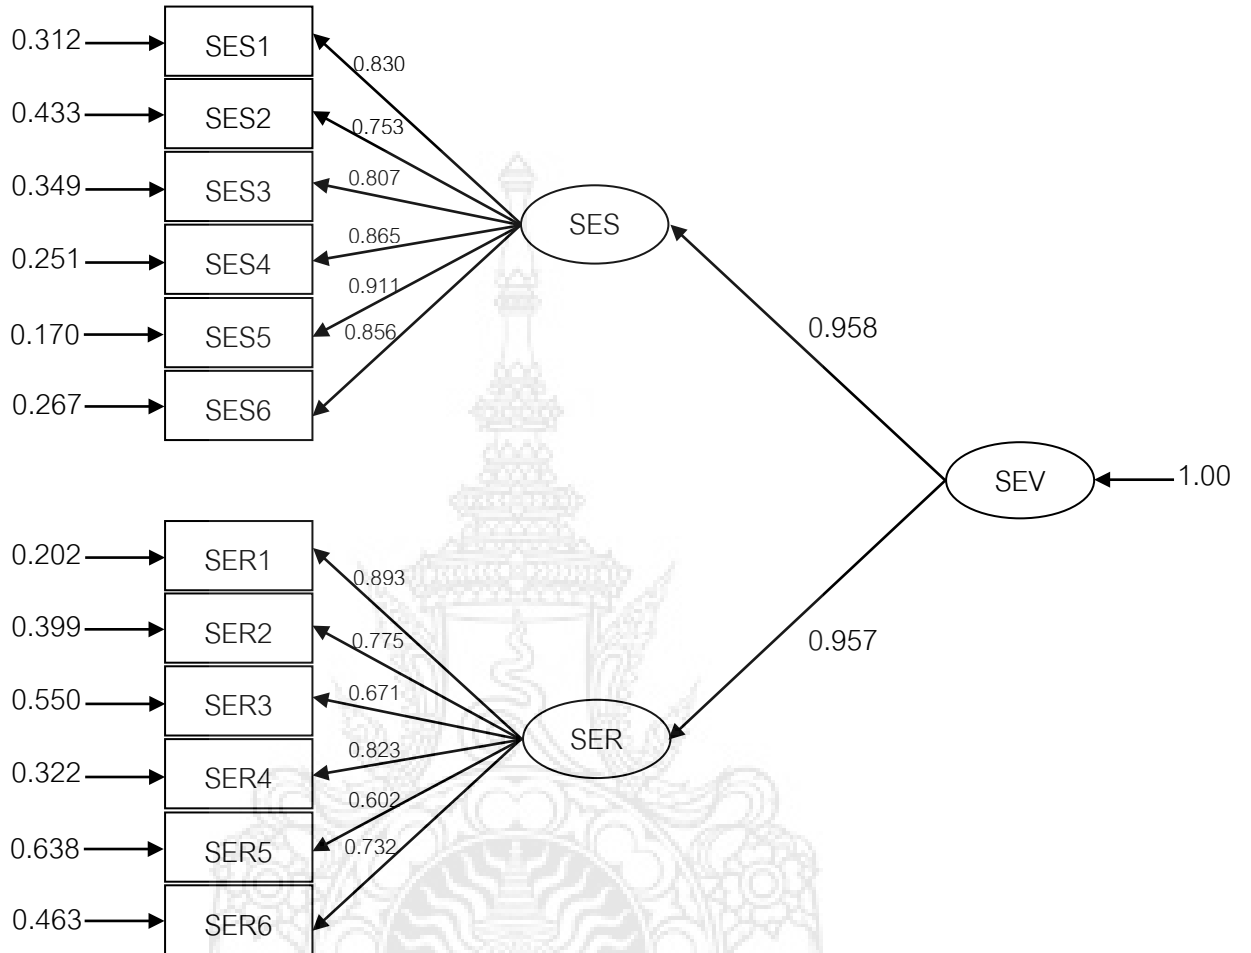 0.312 SES1 0.830
0.433 SES2 0.753
0.349 SES3 0.807
SES
0.251 SES4 0.865
0.911
0.170 SES5 0.856
0.958
0.267 SES6
SEV 1.00
0.202 SER1 0.893
0.399 SER2 0.775
0.957
0.550 SER3 0.671
SER
0.322 SER4 0.823
0.602
0.638 SER5 0.732
0.463 SER6